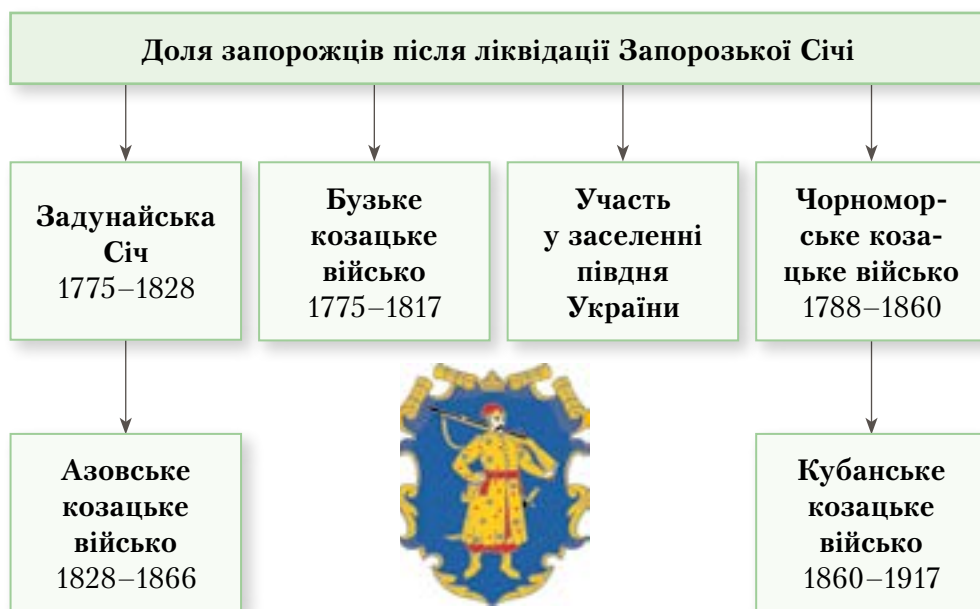 Доля запорожців після ліквідації Запорозької Січі
Задунайська
Січ
1775–1828
Бузьке
козацьке
військо
1775–1817
Участь
у заселенні
півдня
України
Чорномор-
ське коза-
цьке військо
1788–1860
Азовське
козацьке
військо
1828–1866
Кубанське
козацьке
військо
1860–1917